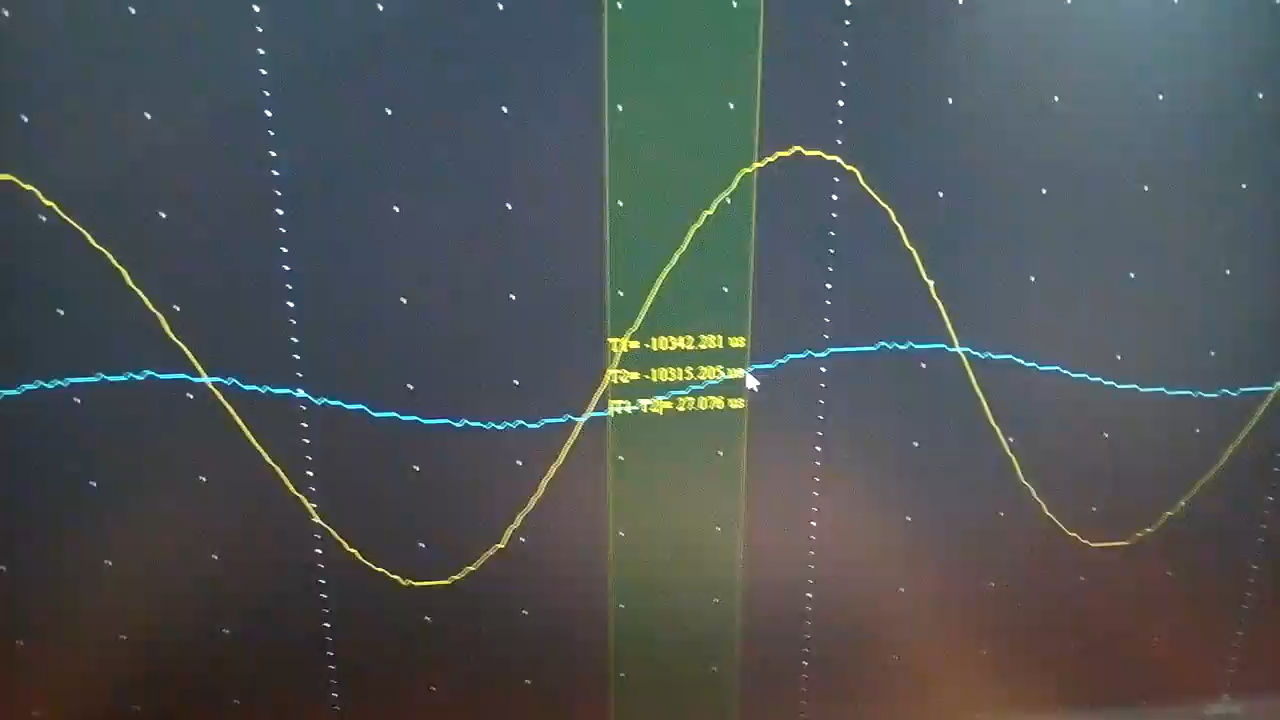 T1= -10342.281 us
T2= -10315.205 us
|T1-T2|= 27.076 us